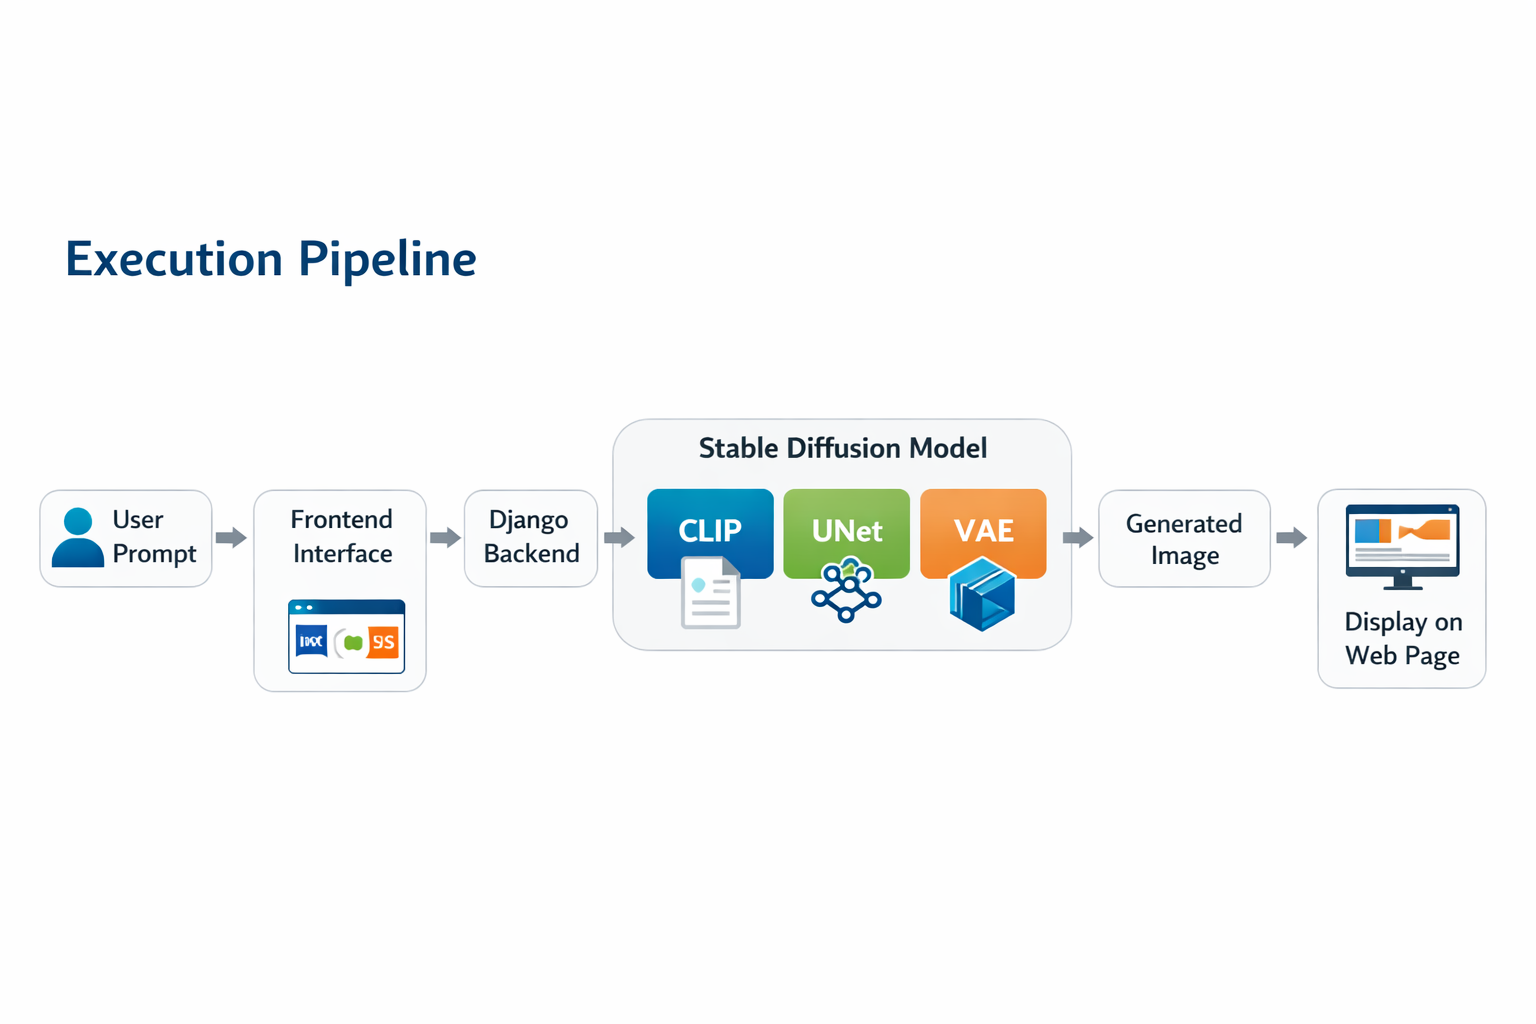 Execution Pipeline
User
Prompt
Frontend
Interface
Django
Backend
Stable Diffusion Model
CLIP
UNet
VAE
Generated
Image
Display on
Web Page